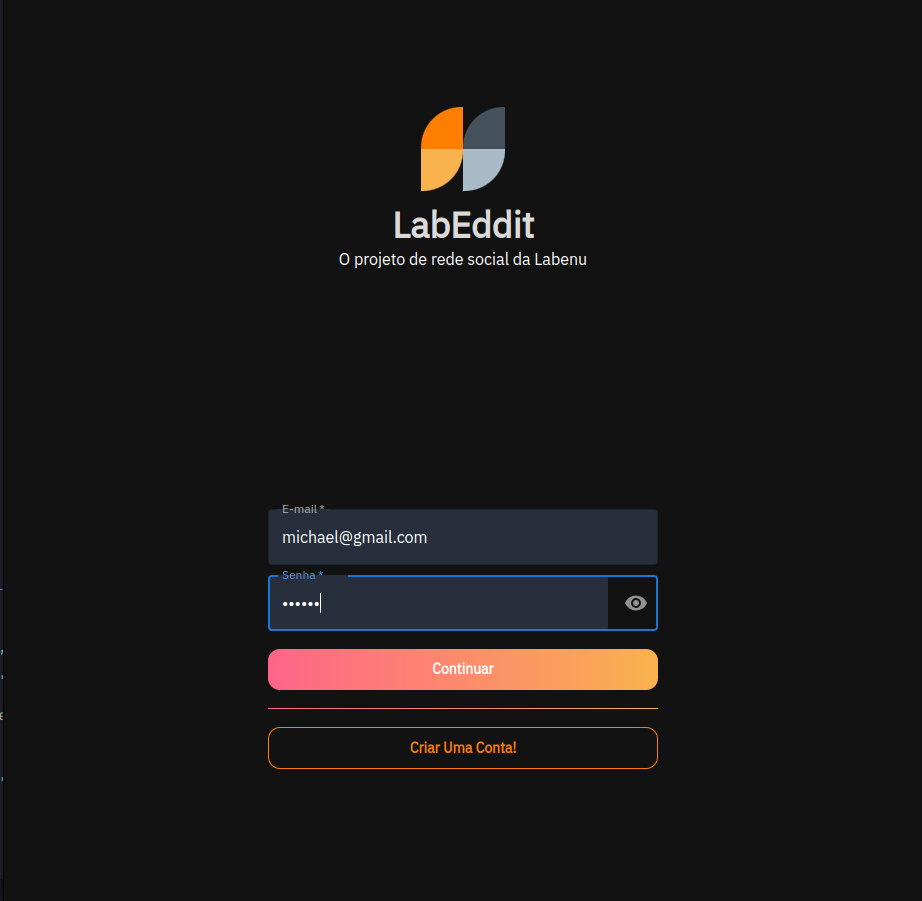 LabEddit
O projeto de rede social da Labenu
E-mail *
michael@gmail.com
Senha *
••••••
Continuar
Criar Uma Conta!